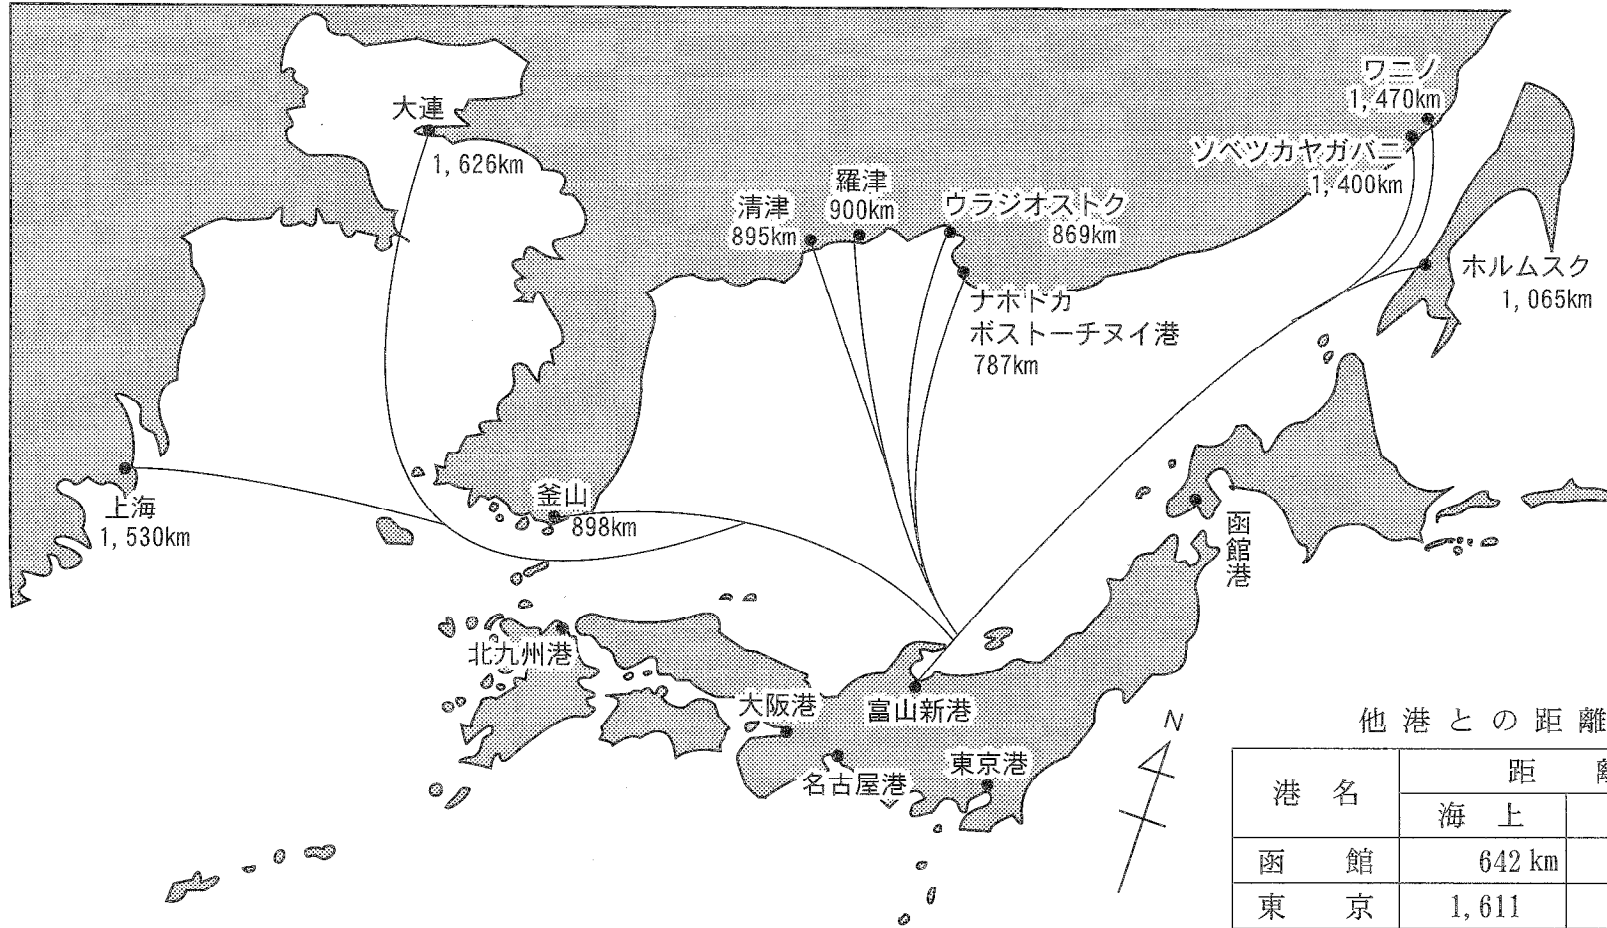 ワニノ
1,470km
大連
1,626km
ソベツカヤガバニ
1,400km
羅津
900km
清津
895km
ウラジオストク
869km
ホルムスク
1,065km
ナホトカ
ボストーチヌイ港
787km
上海
1,530km
釜山
898km
函館港
北九州港
大阪港
富山新港
名古屋港
東京港
N
他港との距離
港名
距 離
海上
函館
642km
東京
1,611